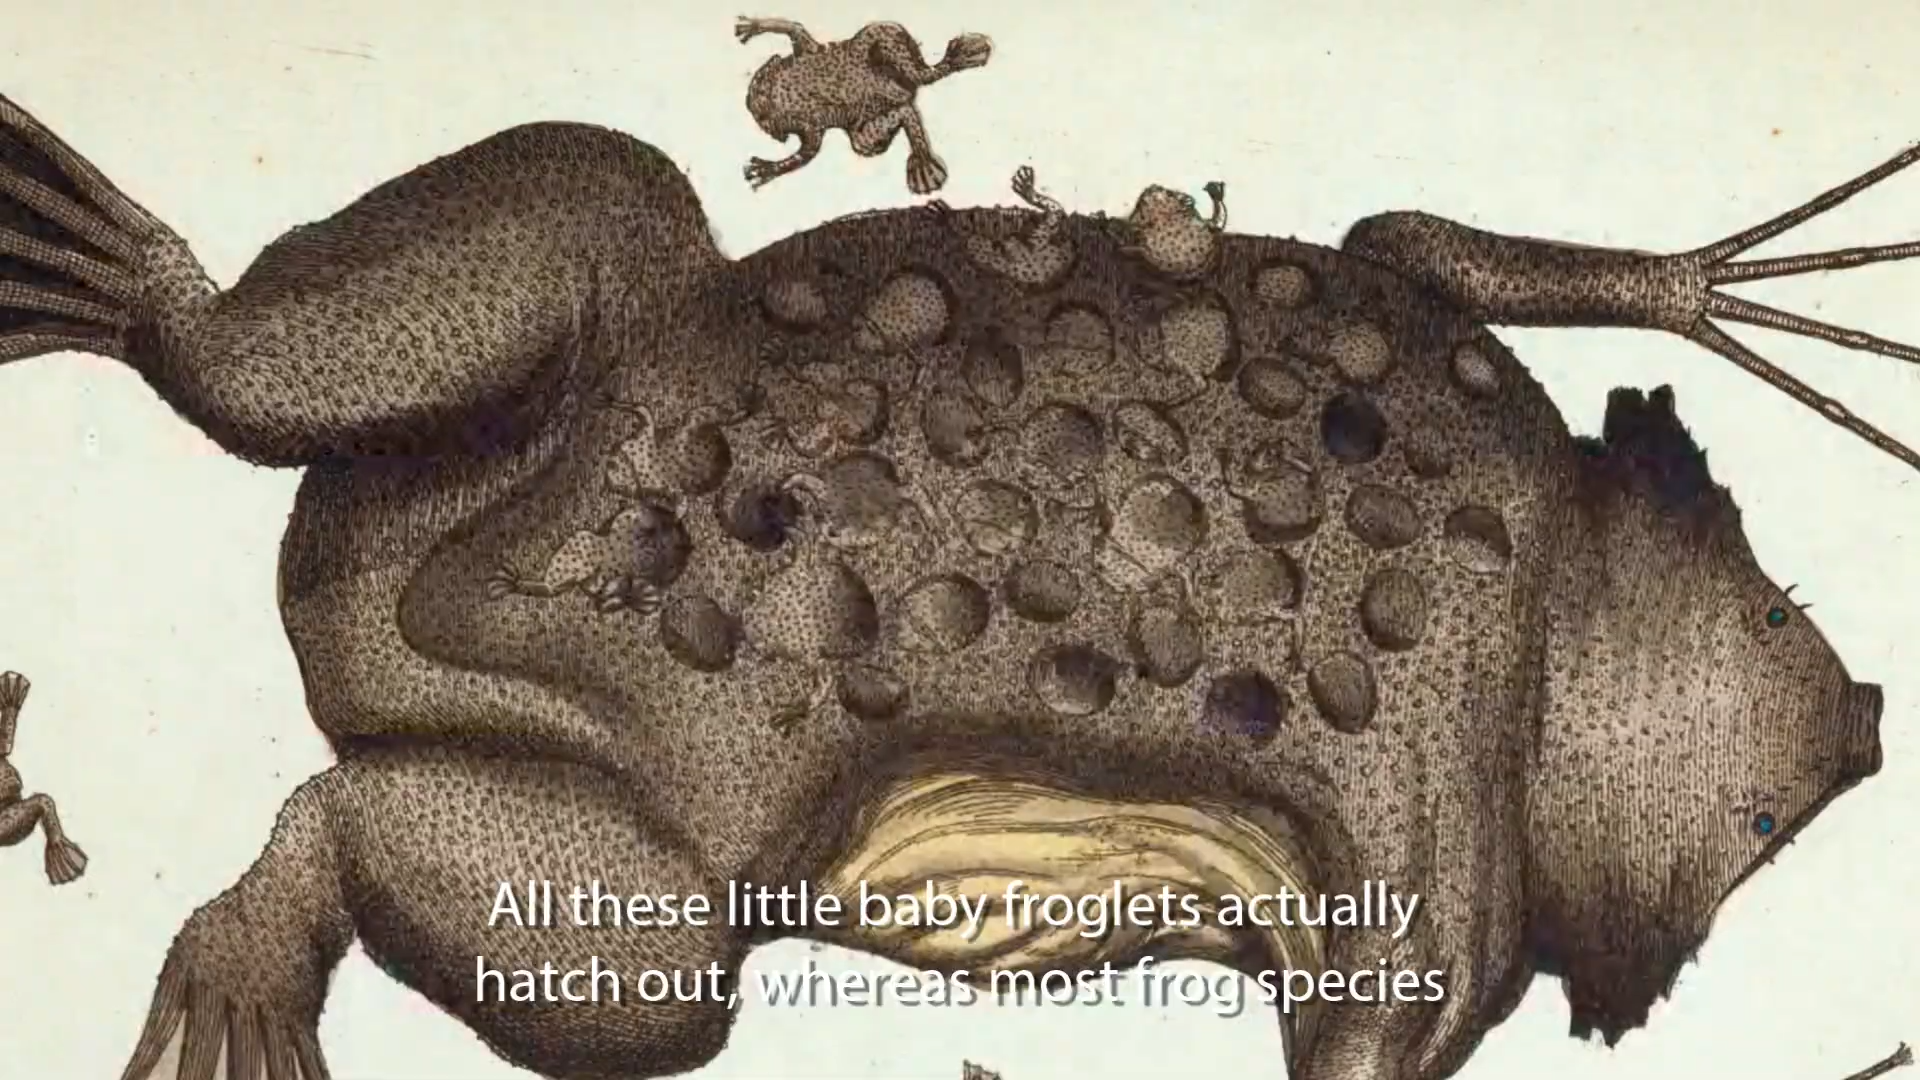 All these little baby froglets actually
hatch out, whereas most frog species